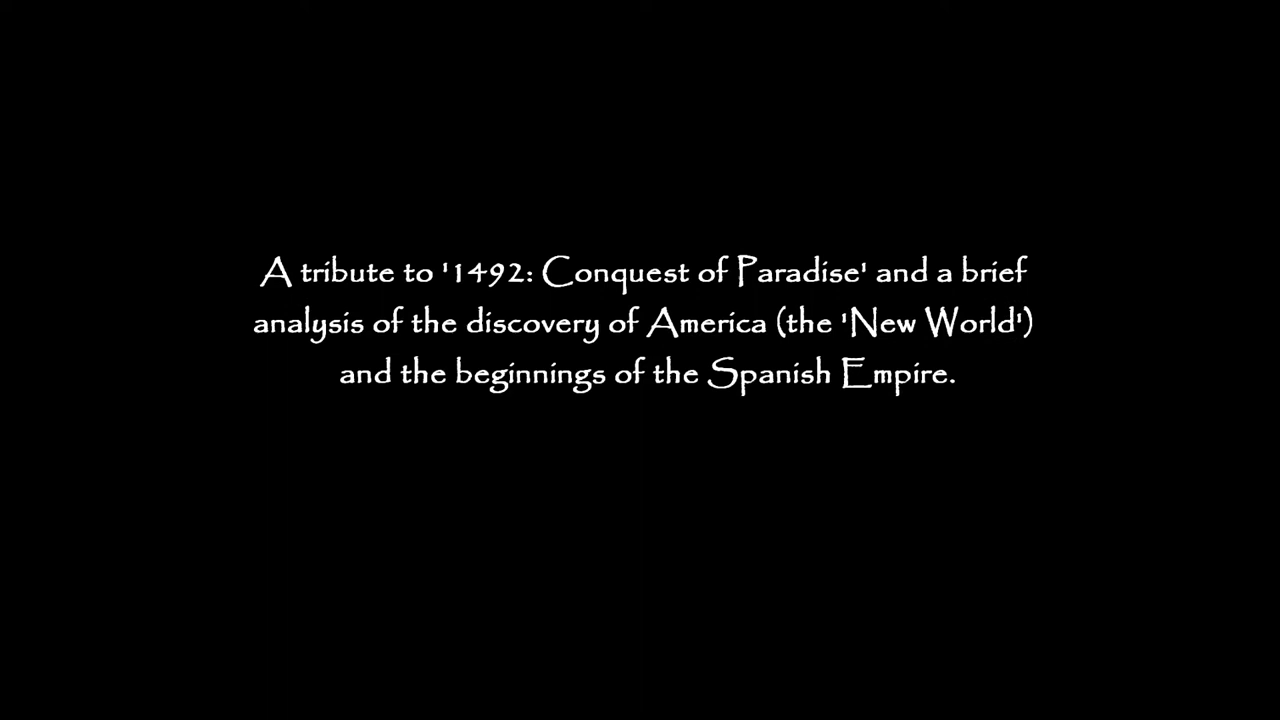 A tribute to '1492: Conquest of Paradise' and a brief
analysis of the discovery of America (the 'New World')
and the beginnings of the Spanish Empire.